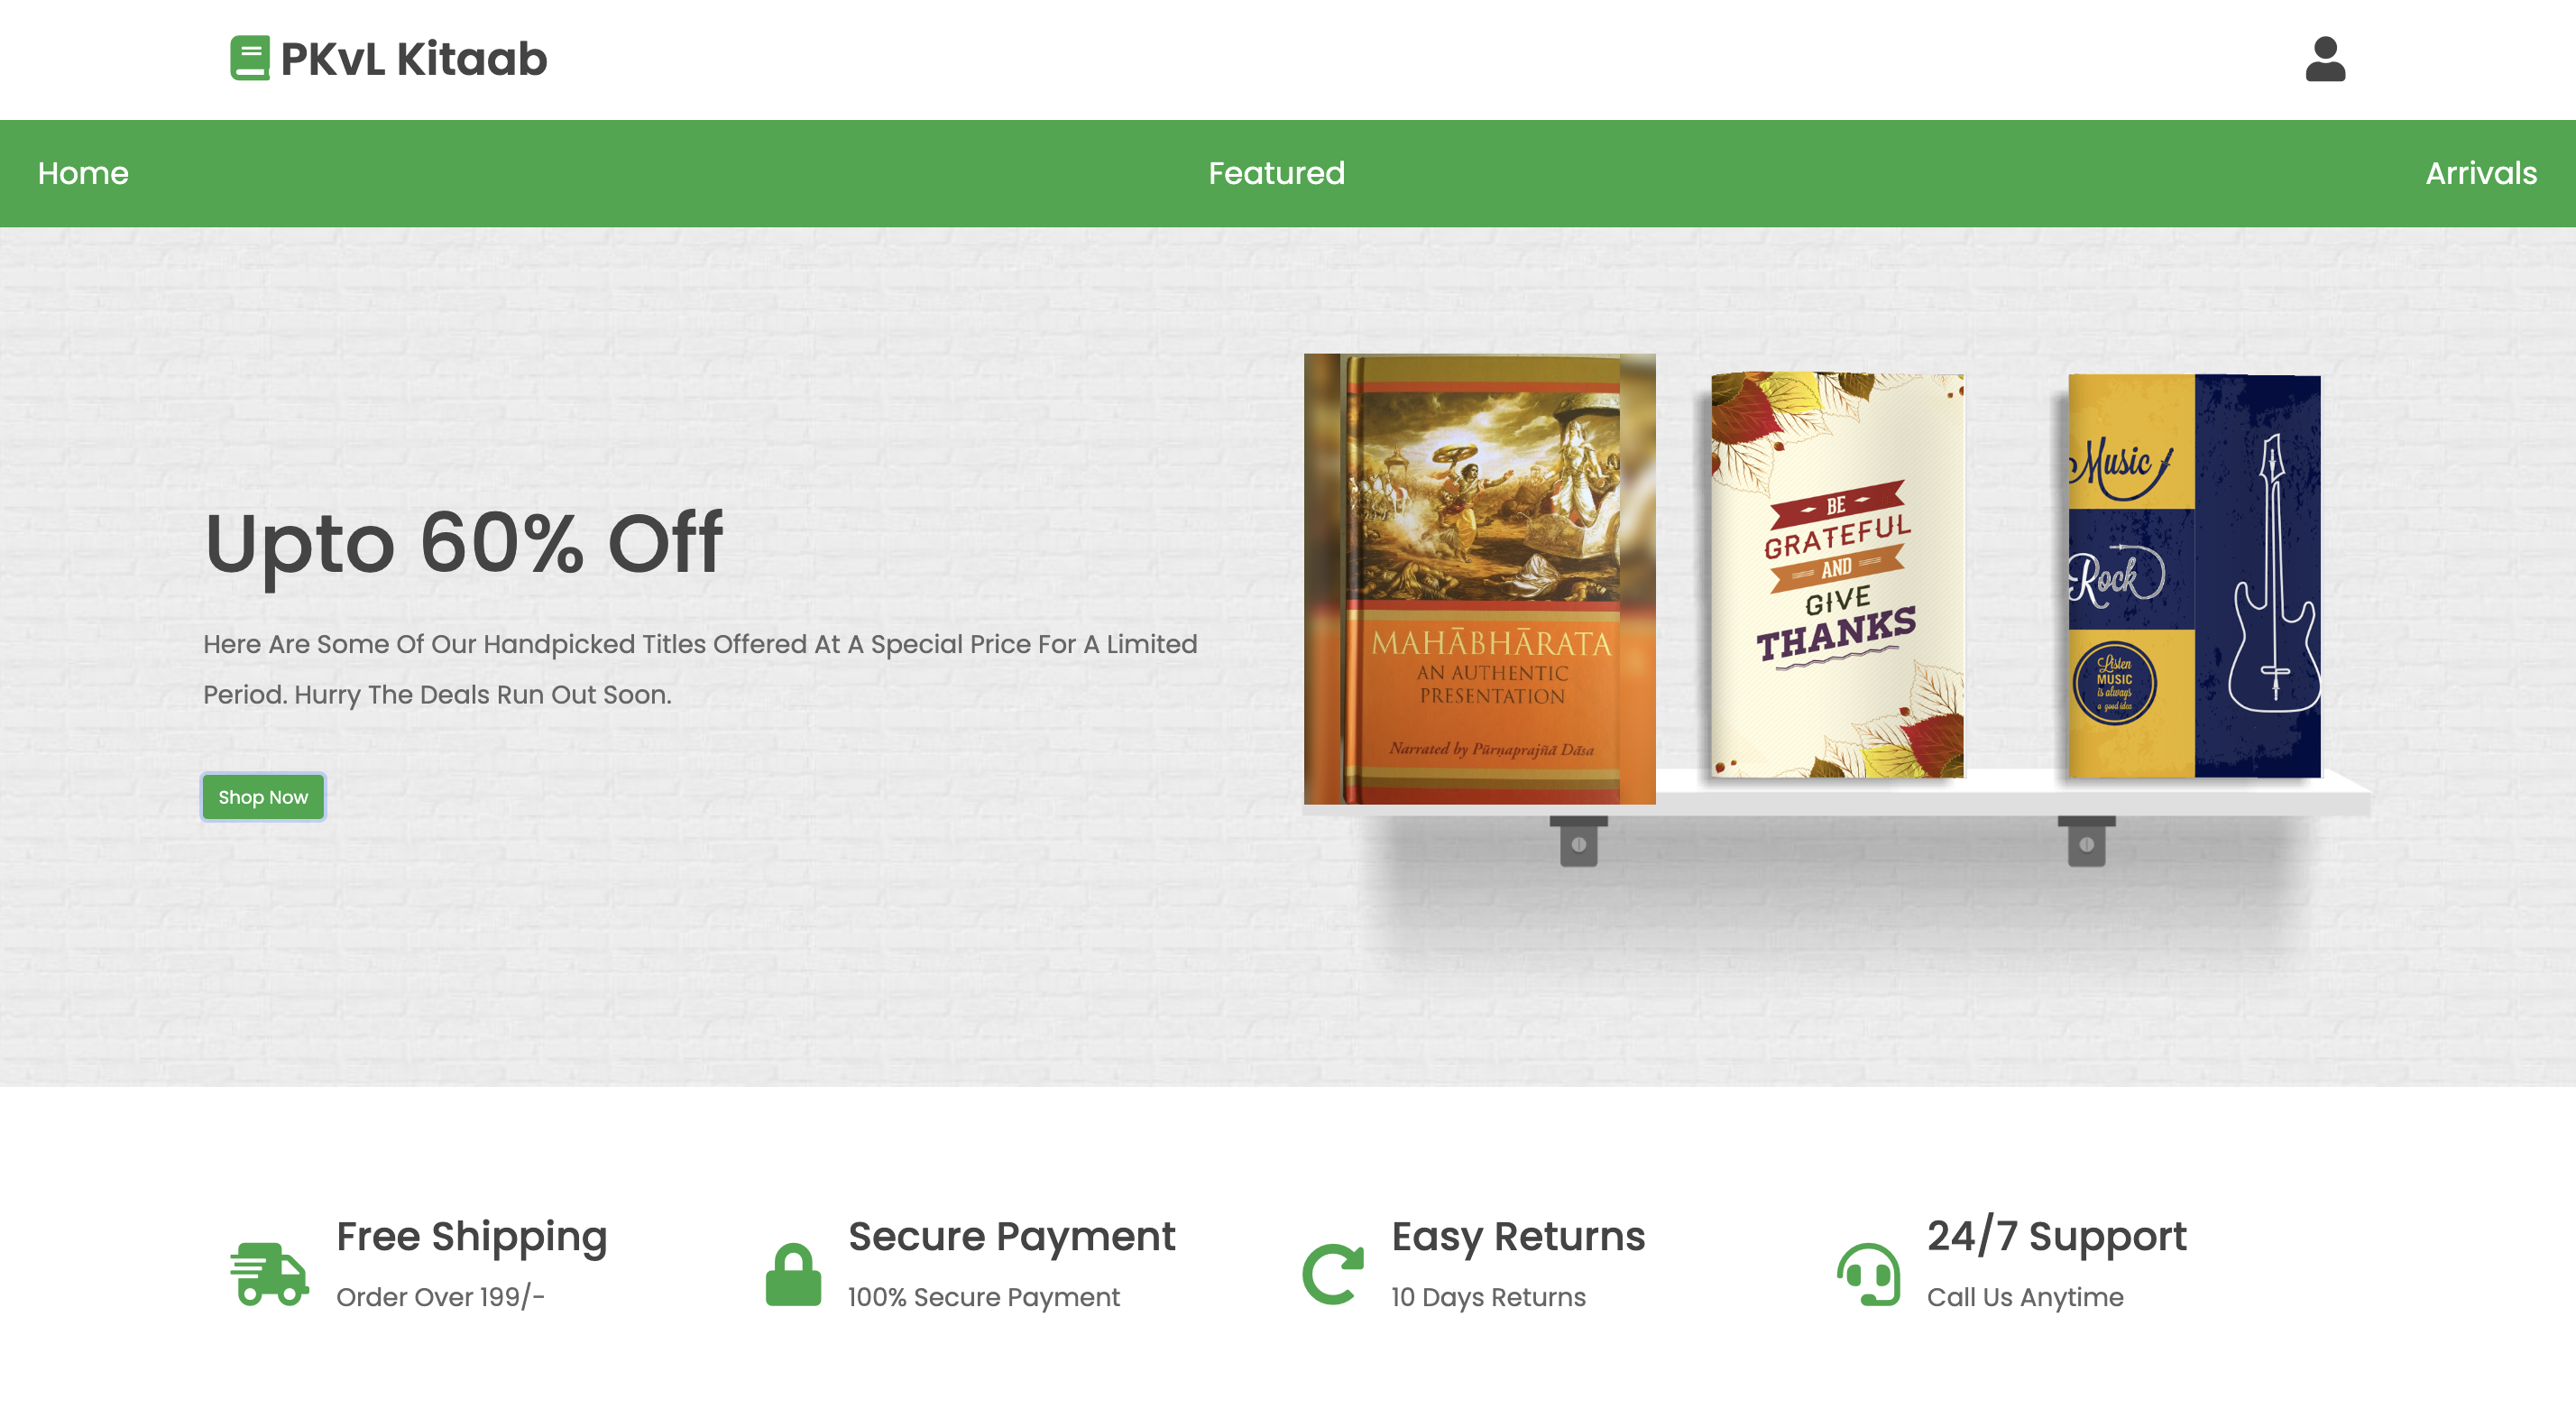 PKvL Kitaab
Home
Featured
Arrivals
Upto 60% Off
Here Are Some Of Our Handpicked Titles Offered At A Special Price For A Limited
Period. Hurry The Deals Run Out Soon.
Shop Now
MAHĀBHĀRATA
AN AUTHENTIC
PRESENTATION
Narrated by Pūrṇaprajñā Dāsa
BE
GRATEFUL
AND
GIVE
THANKS
Music
Rock
Listen
MUSIC
is always
a good idea
Free Shipping
Order Over 199/-
Secure Payment
100% Secure Payment
Easy Returns
10 Days Returns
24/7 Support
Call Us Anytime